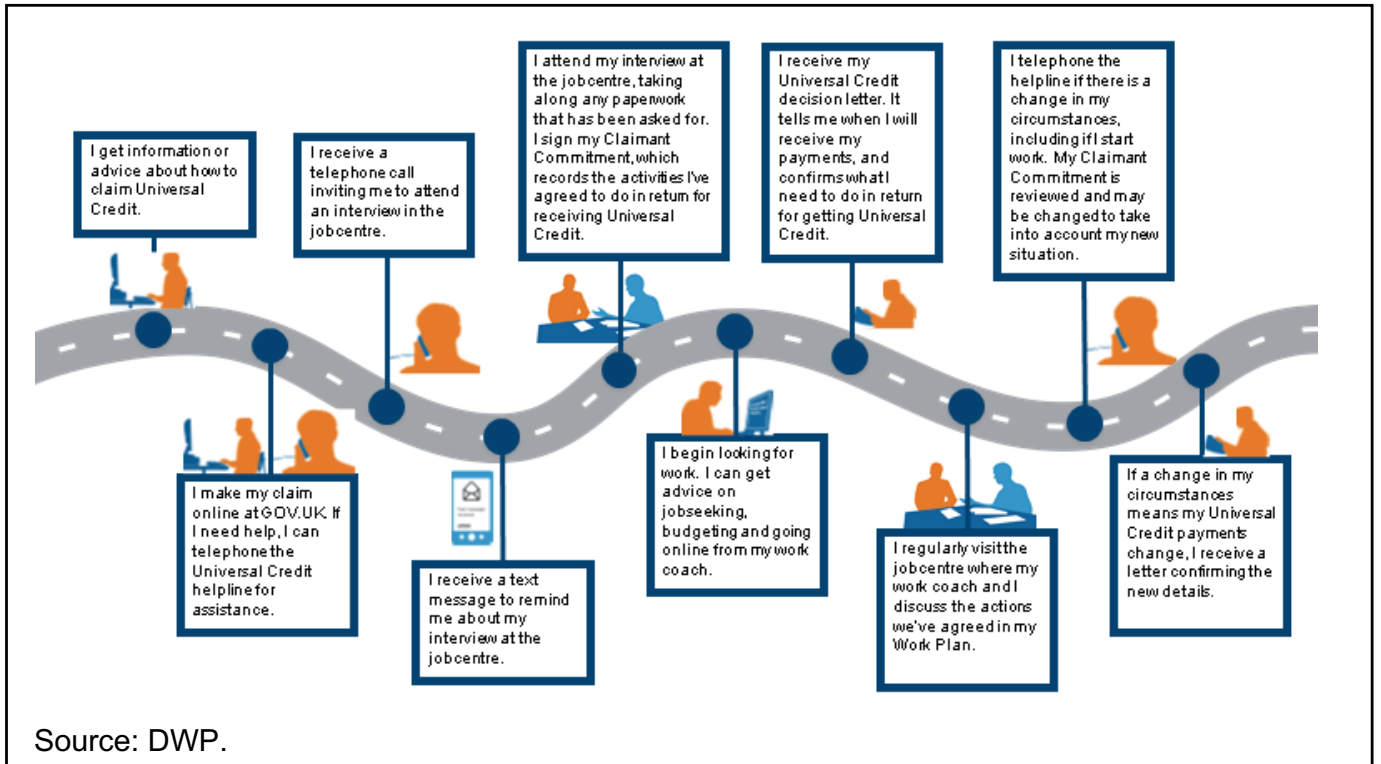 I get information or
advice about how to
claim Universal
Credit.
I make my claim
online at GOV.UK. If
I need help, I can
telephone the
Universal Credit
helpline for
assistance.
I receive a
telephone call
inviting me to attend
an interview in the
jobcentre.
I receive a text
message to remind
me about my
interview at the
jobcentre.
I attend my interview at
the jobcentre, taking
along any paperwork
that has been asked for.
I sign my Claimant
Commitment, which
records the activities I've
agreed to do in return for
receiving Universal
Credit.
I begin looking for
work. I can get
advice on
jobseeking,
budgeting and going
online from my work
coach.
I receive my
Universal Credit
decision letter. It
tells me when I will
receive my
payments, and
confirms what I
need to do in return
for getting Universal
Credit.
I regularly visit the
jobcentre where my
work coach and I
discuss the actions
we've agreed in my
Work Plan.
I telephone the
helpline if there is a
change in my
circumstances,
including if I start
work. My Claimant
Commitment is
reviewed and may
be changed to take
into account my new
situation.
If a change in my
circumstances
means my Universal
Credit payments
change, I receive a
letter confirming the
new details.
Source: DWP.